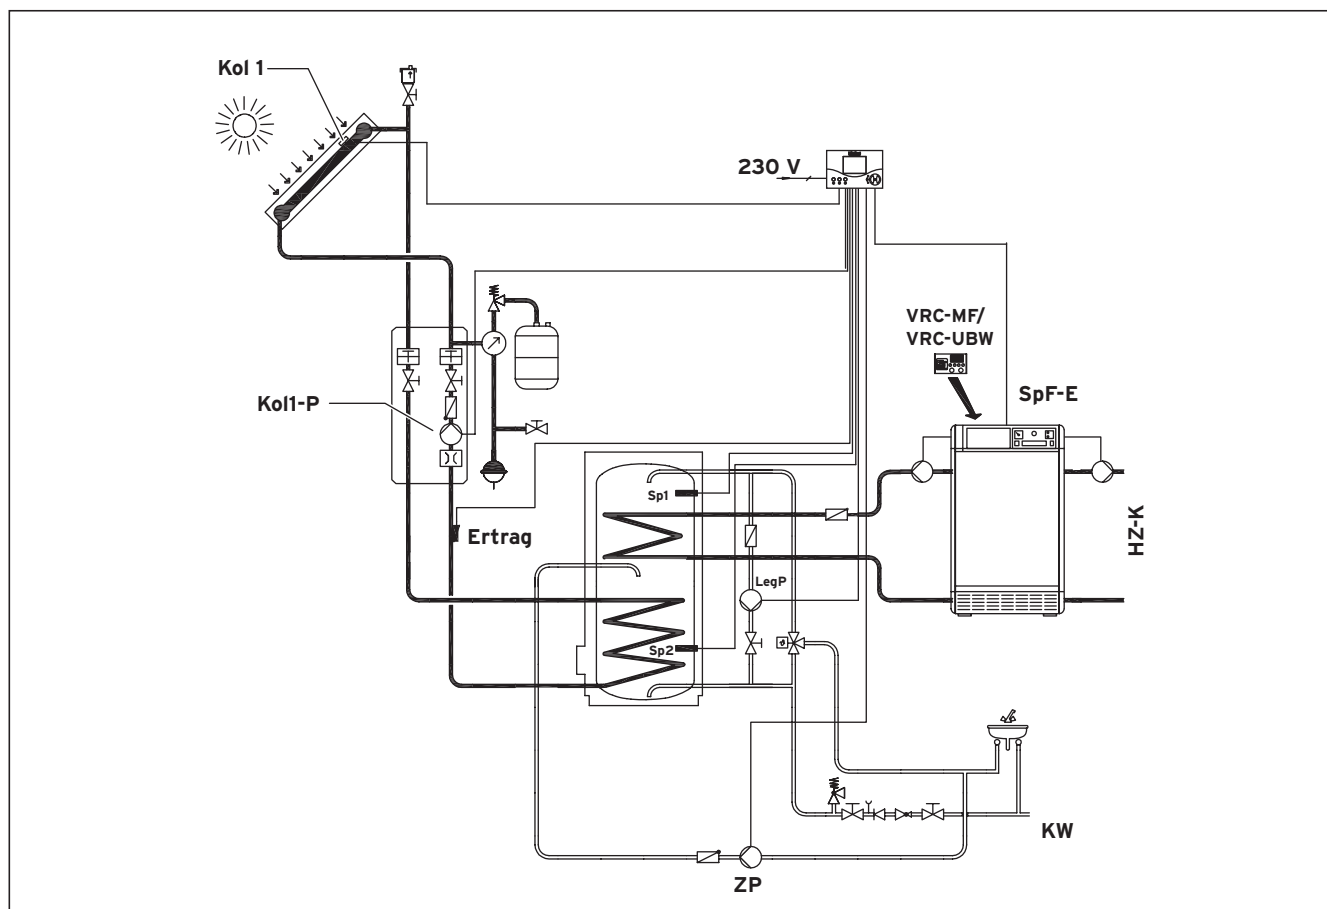 Kol 1
230 V
VRC-MF/
VRC-UBW
SpF-E
Kol1-P
Sp1
Ertrag
HZ-K
LegP
Sp2
KW
ZP